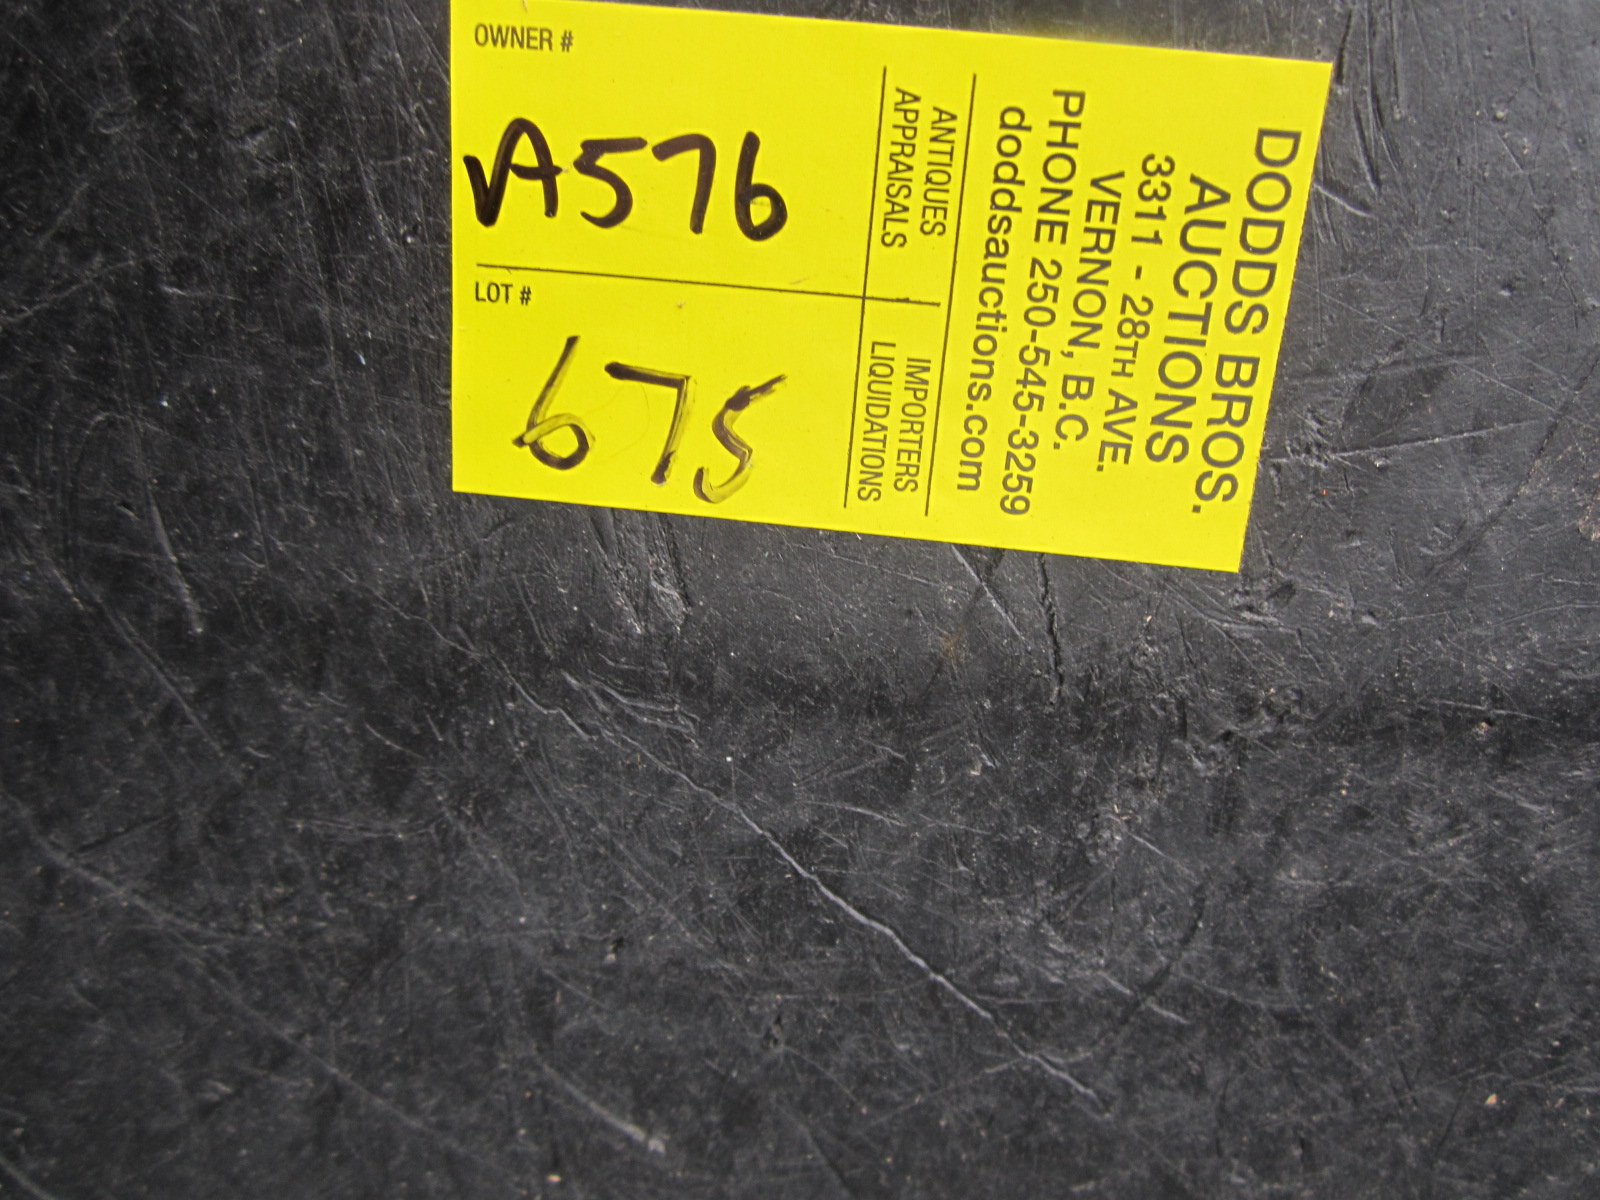 OWNER #
A576
LOT #
675
DODDS BROS.
AUCTIONS
3311 - 28TH AVE.
VERNON, B.C.
PHONE 250-545-3259
doddsauctions.com
ANTIQUES
APPRAISALS
IMPORTERS
LIQUIDATIONS